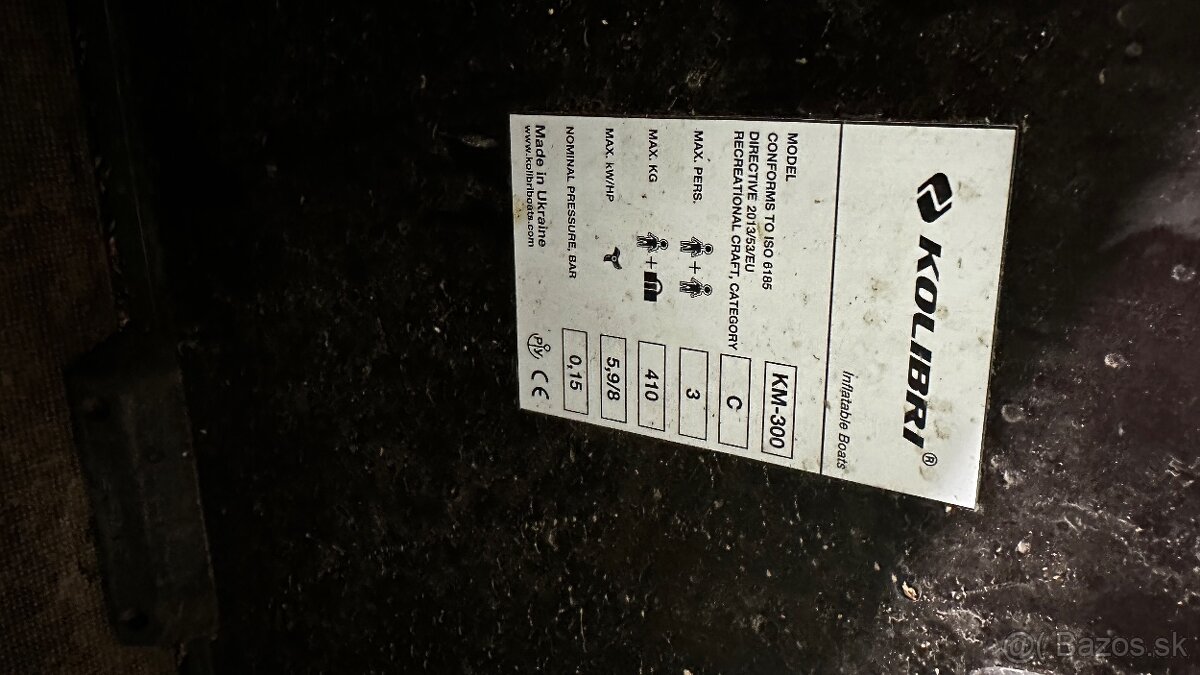 KOLIBRI®
Inflatable Boats
MODEL KM-300
CONFORMS TO ISO 6185
DIRECTIVE 2013/53/EU
RECREATIONAL CRAFT, CATEGORY C
MAX. PERS. + 3
MAX. KG + 410
MAX. kW/HP 5,9/8
NOMINAL PRESSURE, BAR 0,15
Made in Ukraine
www.kolibriboats.com CE
Bazos.sk